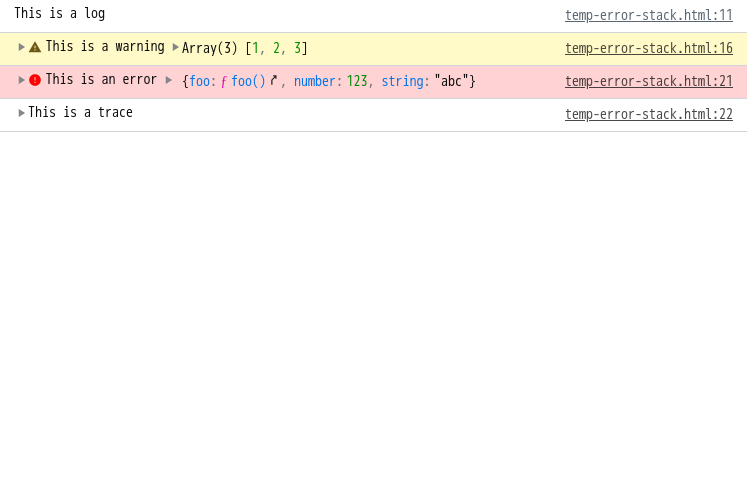 This is a log temp-error-stack.html:11
This is a warning Array(3) [1, 2, 3] temp-error-stack.html:16
This is an error {foo: ƒ foo(), number: 123, string: "abc"} temp-error-stack.html:21
This is a trace temp-error-stack.html:22